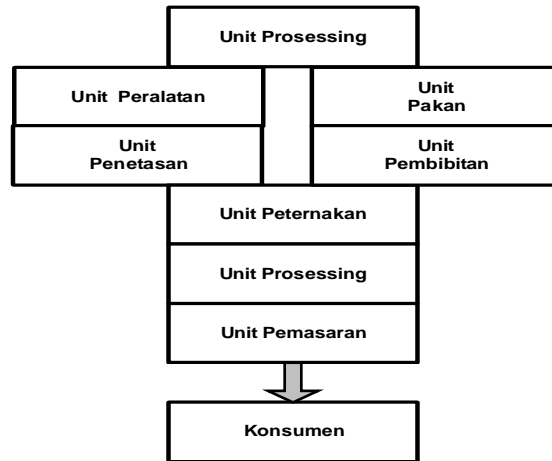 Unit Prosessing
Unit Peralatan
Unit
Pakan
Unit
Penetasan
Unit
Pembibitan
Unit Peternakan
Unit Prosessing
Unit Pemasaran
Konsumen